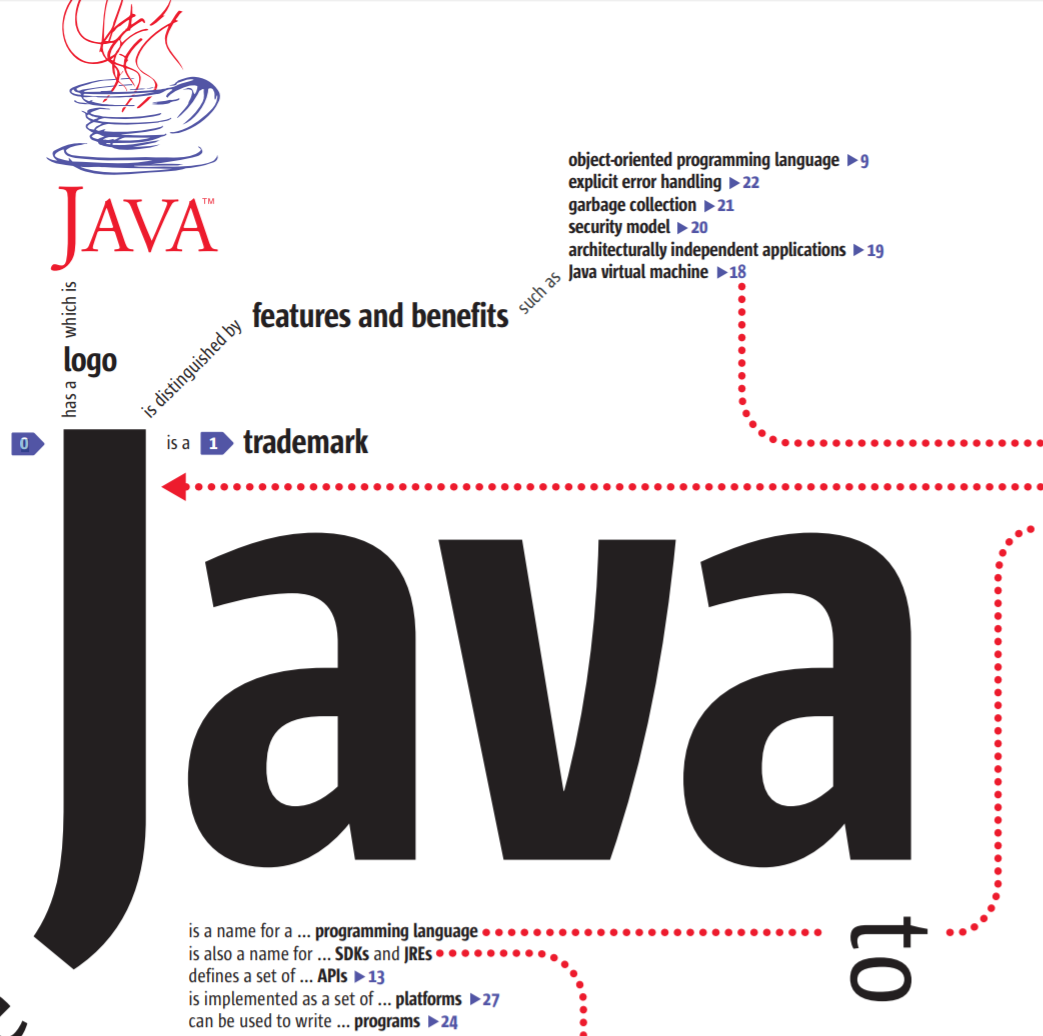 JAVA™
object-oriented programming language ▶9
explicit error handling ▶22
garbage collection ▶21
security model ▶20
architecturally independent applications ▶19
Java virtual machine ▶18
such as
features and benefits
is distinguished by
which is
logo
has a
0
is a 1 trademark
Java
to
is a name for a ... programming language
is also a name for ... SDKs and JREs
defines a set of ... APIs ▶13
is implemented as a set of ... platforms ▶27
can be used to write ... programs ▶24